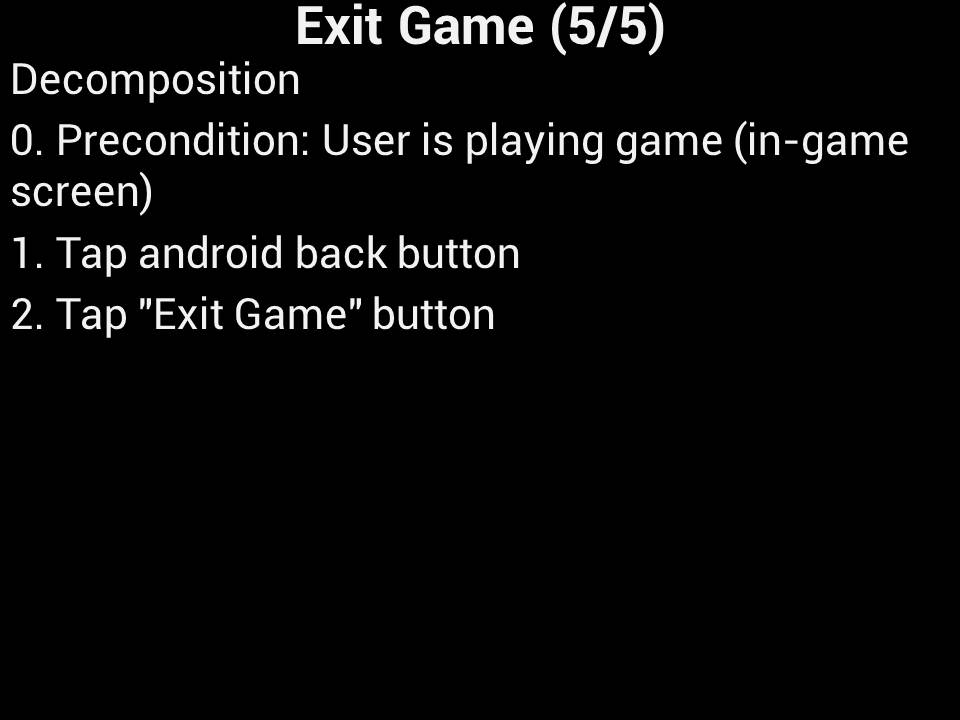 Exit Game (5/5)
Decomposition
0. Precondition: User is playing game (in-game
screen)
1. Tap android back button
2. Tap "Exit Game" button